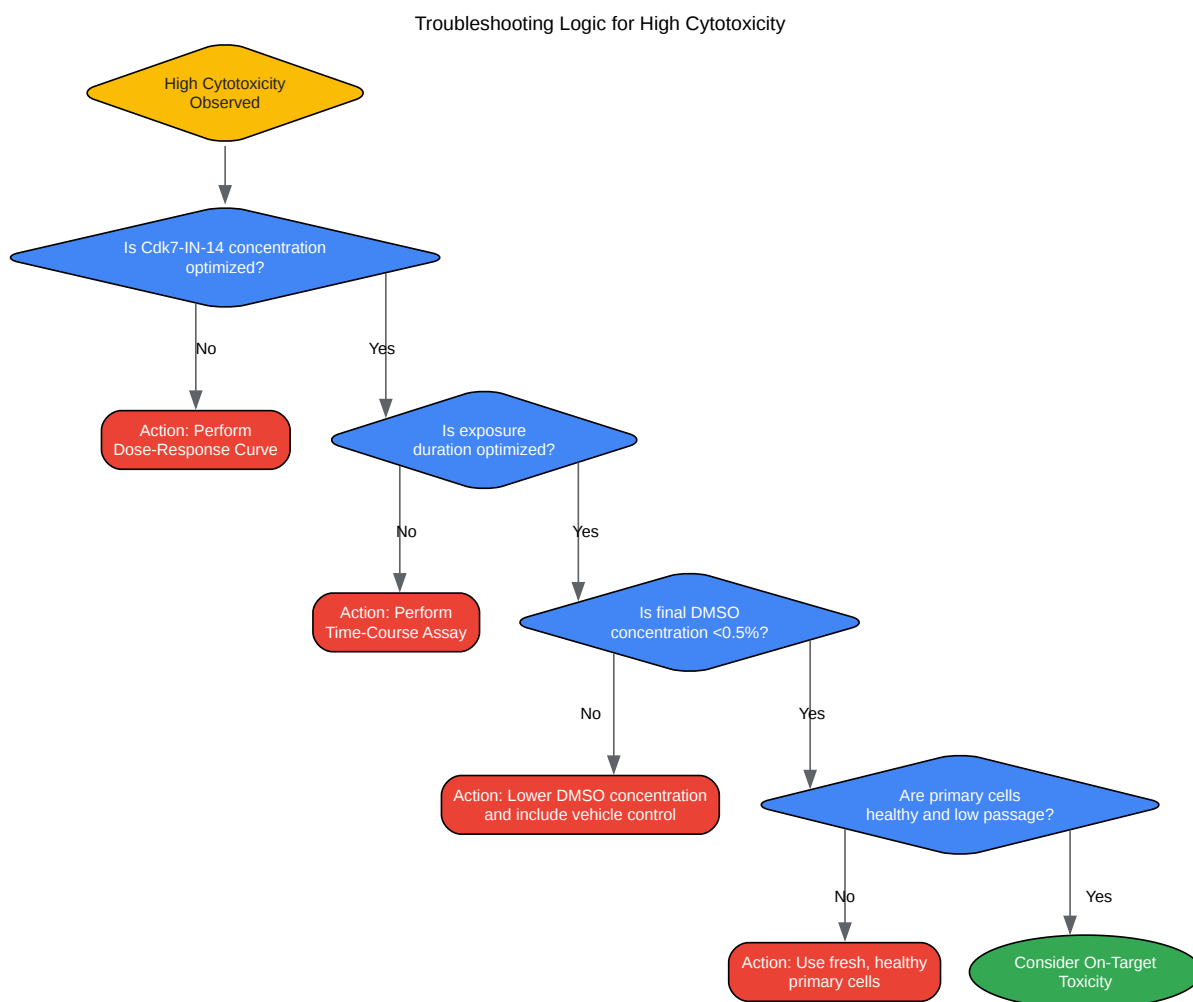 Troubleshooting Logic for High Cytotoxicity
High Cytotoxicity
Observed
Is Cdk7-IN-14 concentration
optimized?
No
Yes
Action: Perform
Dose-Response Curve
Is exposure
duration optimized?
No
Yes
Action: Perform
Time-Course Assay
Is final DMSO
concentration <0.5%?
No
Yes
Action: Lower DMSO concentration
and include vehicle control
Are primary cells
healthy and low passage?
No
Yes
Action: Use fresh, healthy
primary cells
Consider On-Target
Toxicity